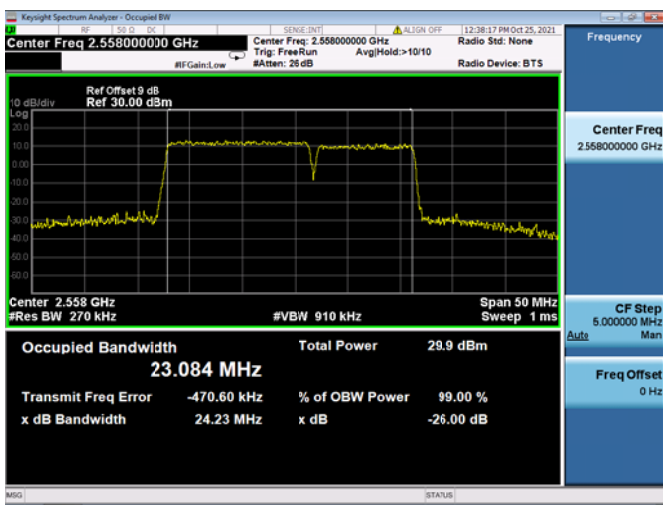 Keysight Spectrum Analyzer - Occupied BW
RF 50 Ω DC SENSE:INT ALIGN OFF 12:38:17 PM Oct 25, 2021
Center Freq 2.558000000 GHz Center Freq: 2.558000000 GHz Radio Std: None Frequency
Trig: FreeRun Avg|Hold:>10/10
#IFGain:Low #Atten: 26 dB Radio Device: BTS
Ref Offset 9 dB
10 dB/div Ref 30.00 dBm
Log
20.0
10.0
0.00
-10.0
-20.0
-30.0
-40.0
-50.0
-60.0
Center Freq
2.558000000 GHz
Center 2.558 GHz Span 50 MHz
#Res BW 270 kHz #VBW 910 kHz Sweep 1 ms
CF Step
5.000000 MHz
Auto Man
Occupied Bandwidth Total Power 29.9 dBm
23.084 MHz
Transmit Freq Error -470.60 kHz % of OBW Power 99.00 %
x dB Bandwidth 24.23 MHz x dB -26.00 dB
Freq Offset
0 Hz
MSG STATUS